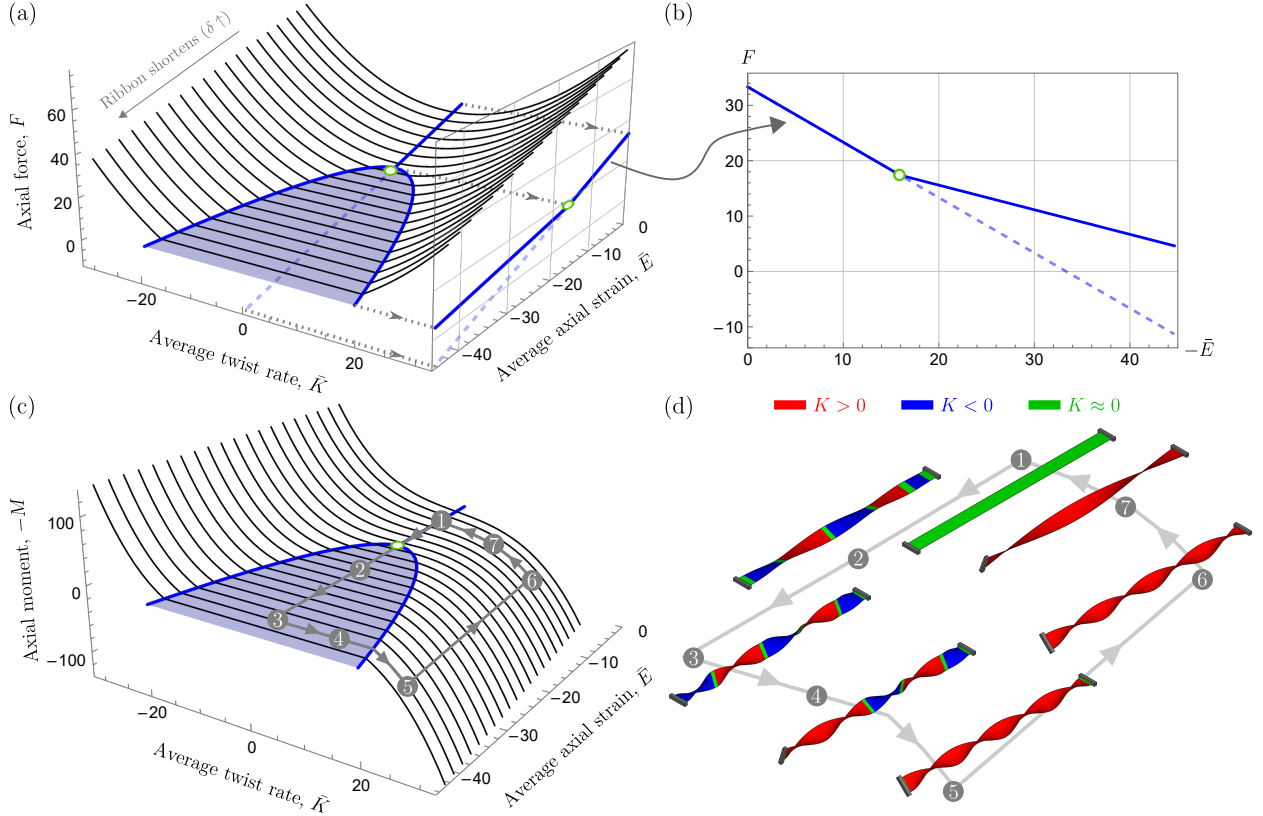 (a)
Ribbon shortens (δ ↑)
Axial force, F
60
40
20
0
−20
0
20
Average twist rate, K̄
−40
−30
−20
−10
0
Average axial strain, Ē
(b)
F
30
20
10
0
−10
0
10
20
30
40
−Ē
(c)
Axial moment, −M
100
0
−100
−20
0
20
Average twist rate, K̄
−40
−30
−20
−10
0
Average axial strain, Ē
1
2
3
4
5
6
7
(d)
K > 0
K < 0
K ≈ 0
1
2
3
4
5
6
7